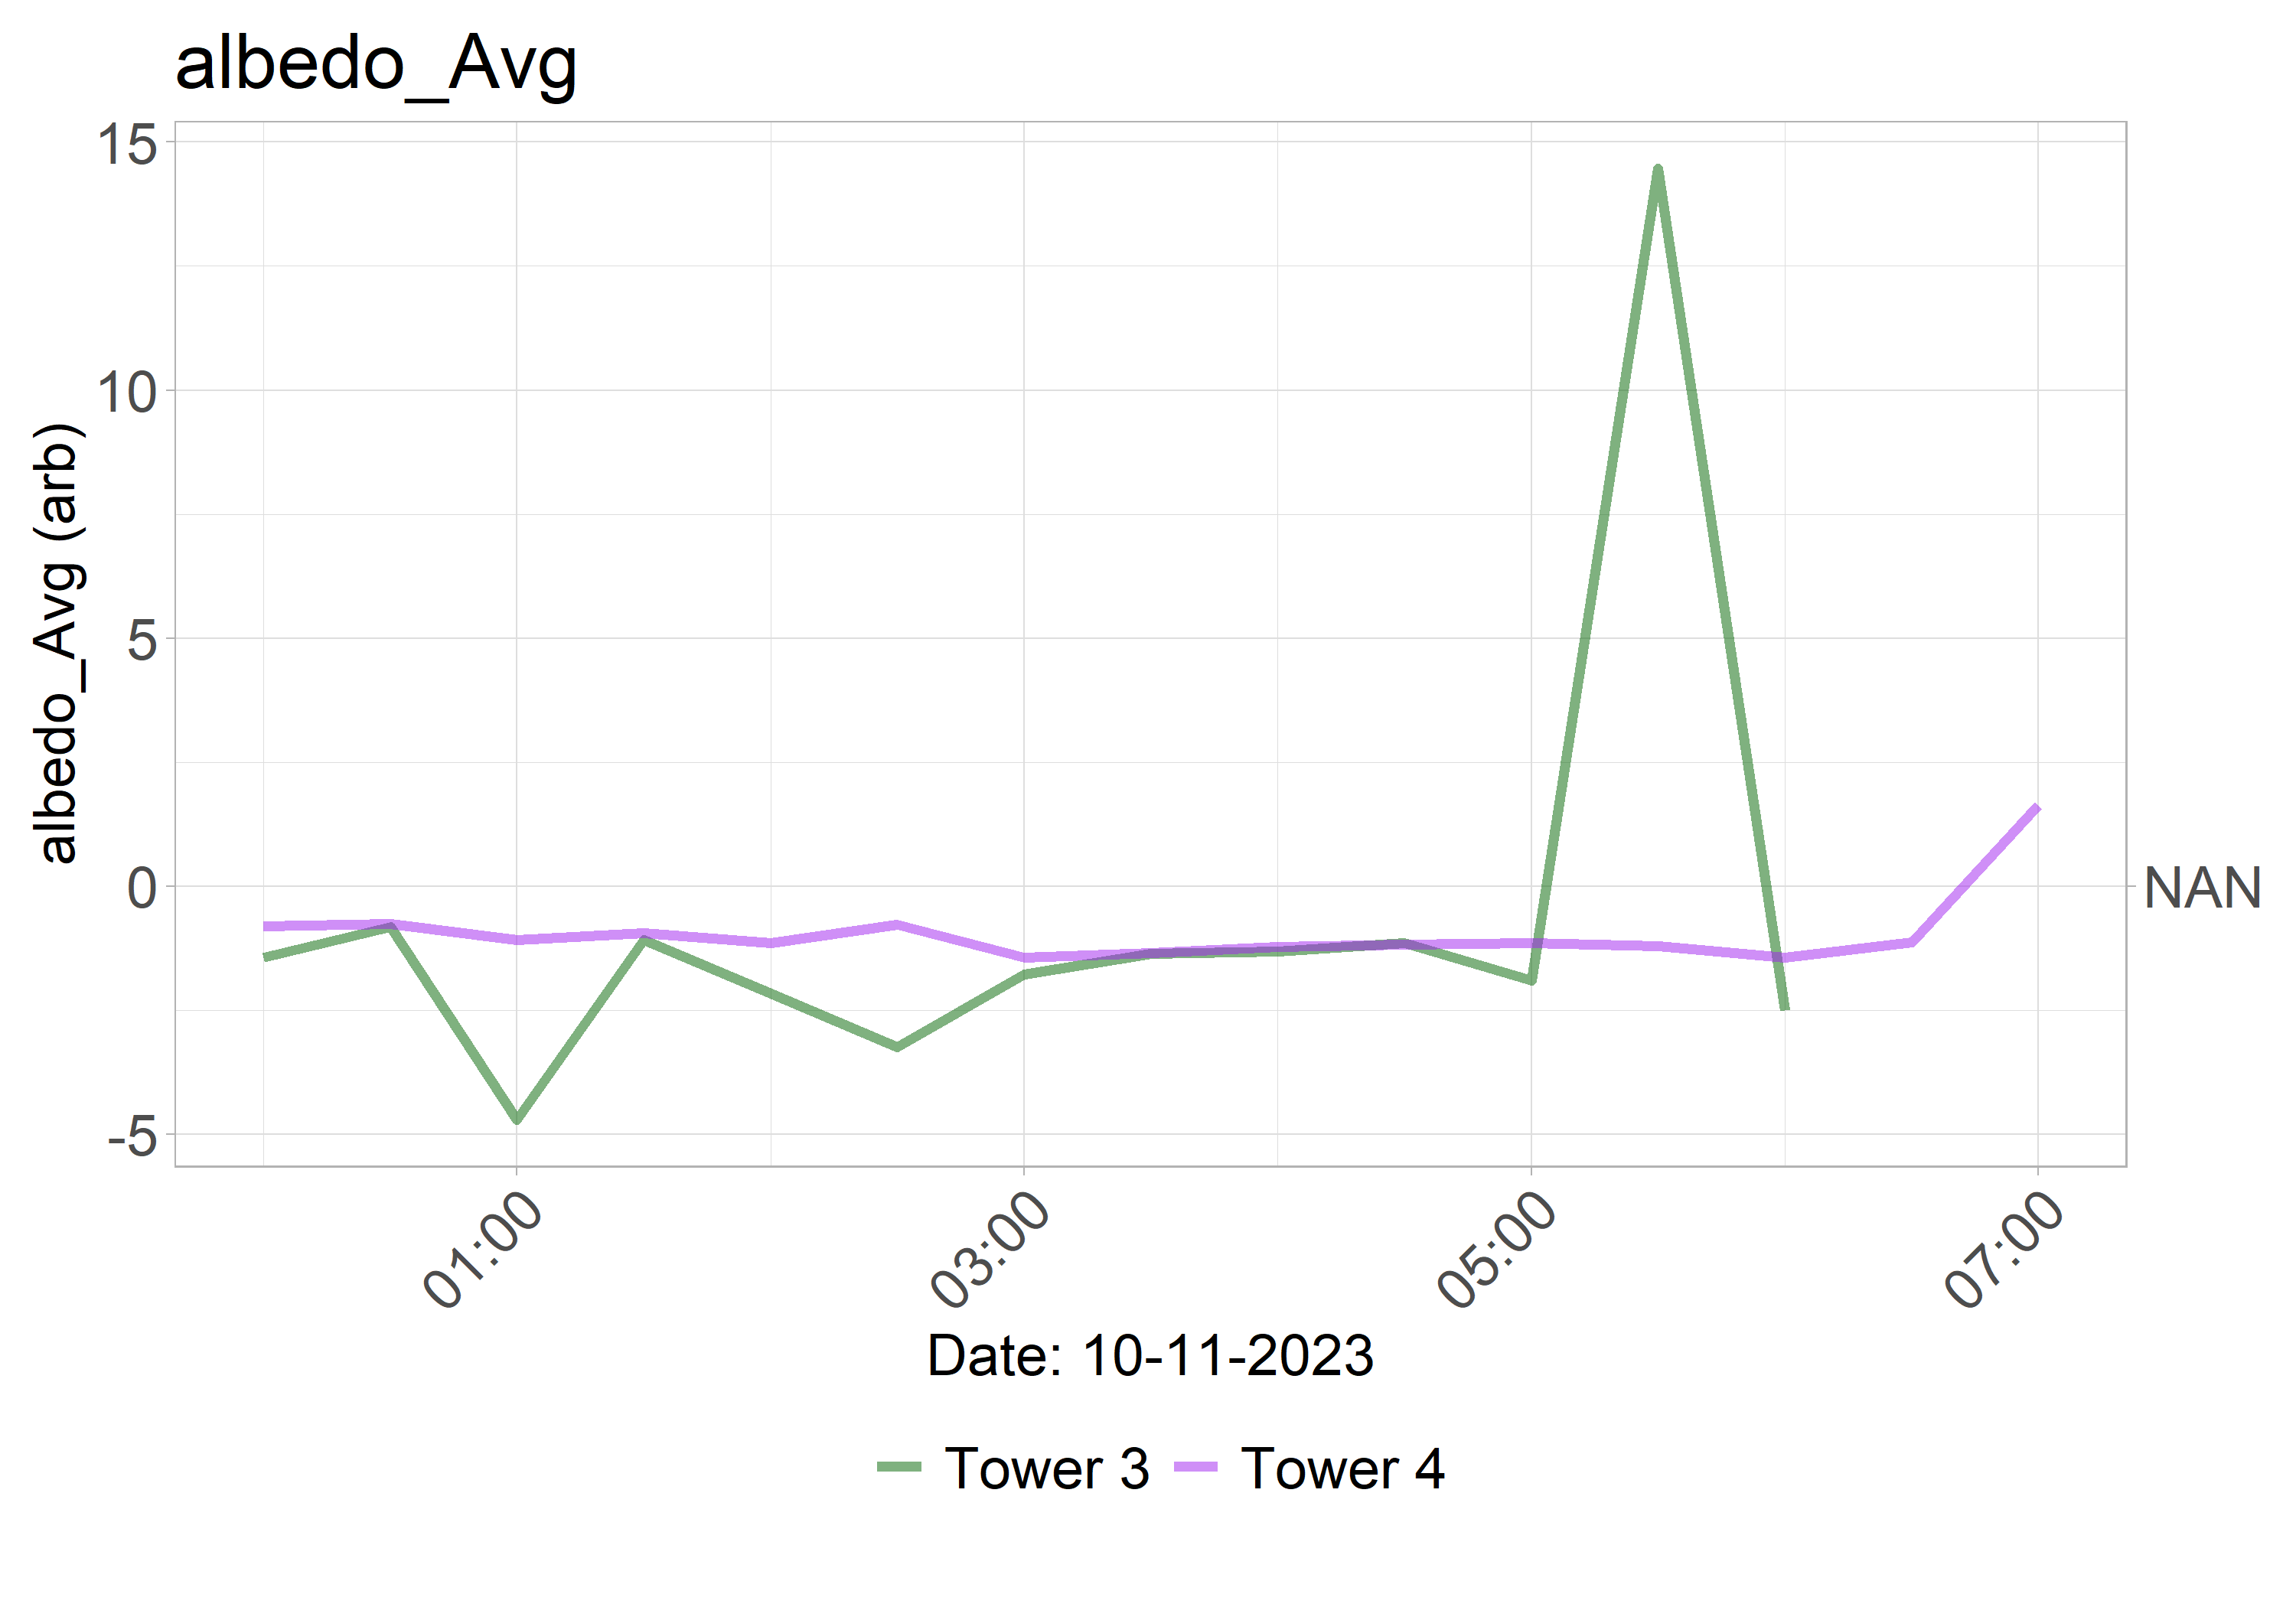 albedo_Avg
albedo_Avg (arb)
15
10
5
0
-5
NAN
01:00
03:00
05:00
07:00
Date: 10-11-2023
Tower 3
Tower 4